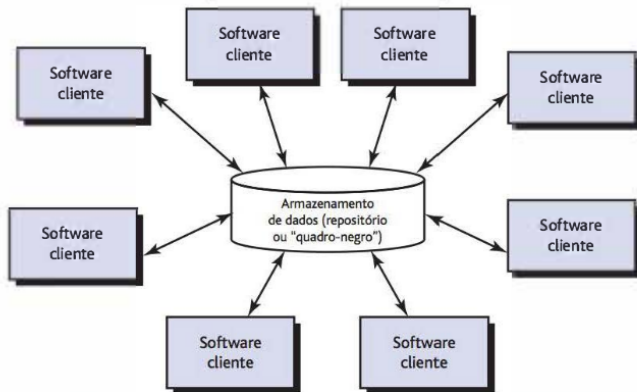 Software
cliente
Software
cliente
Software
cliente
Software
cliente
Armazenamento
de dados (repositório
ou "quadro-negro")
Software
cliente
Software
cliente
Software
cliente
Software
cliente